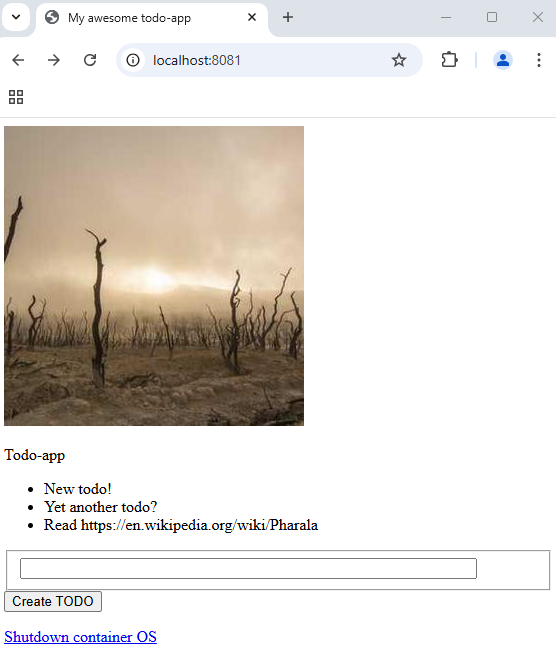 My awesome todo-app
localhost:8081
Todo-app
New todo!
Yet another todo?
Read https://en.wikipedia.org/wiki/Pharala
Create TODO
Shutdown container OS